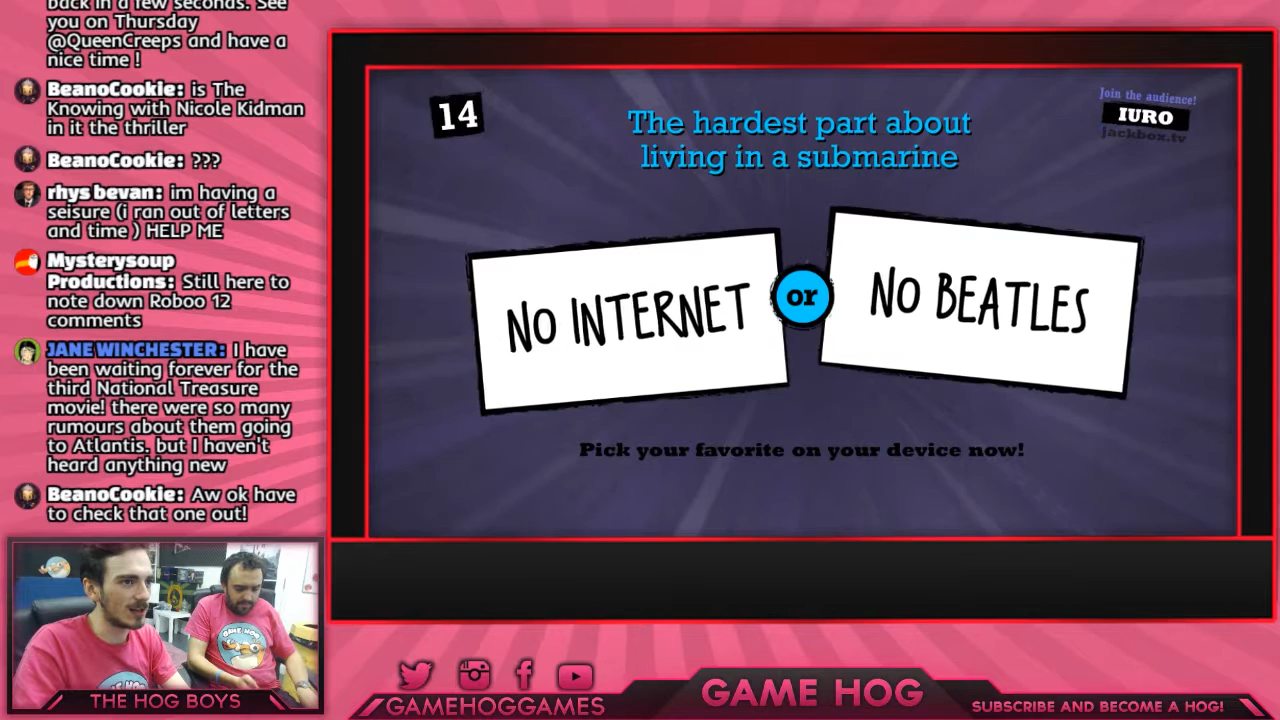 back in a few seconds. See
you on Thursday
@QueenCreeps and have a
nice time !
BeanoCookie: is The
Knowing with Nicole Kidman
in it the thriller
BeanoCookie: ???
rhys bevan: im having a
seisure (i ran out of letters
and time ) HELP ME
Mysterysoup
Productions: Still here to
note down Roboo 12
comments
JANE WINCHESTER: I have
been waiting forever for the
third National Treasure
movie! there were so many
rumours about them going
to Atlantis. but I haven't
heard anything new
BeanoCookie: Aw ok have
to check that one out!
14
The hardest part about
living in a submarine
Join the audience!
IURO
jackbox.tv
NO INTERNET
or
NO BEATLES
Pick your favorite on your device now!
GAME HOG
THE HOG BOYS
GAMEHOGGAMES
GAME HOG
SUBSCRIBE AND BECOME A HOG!